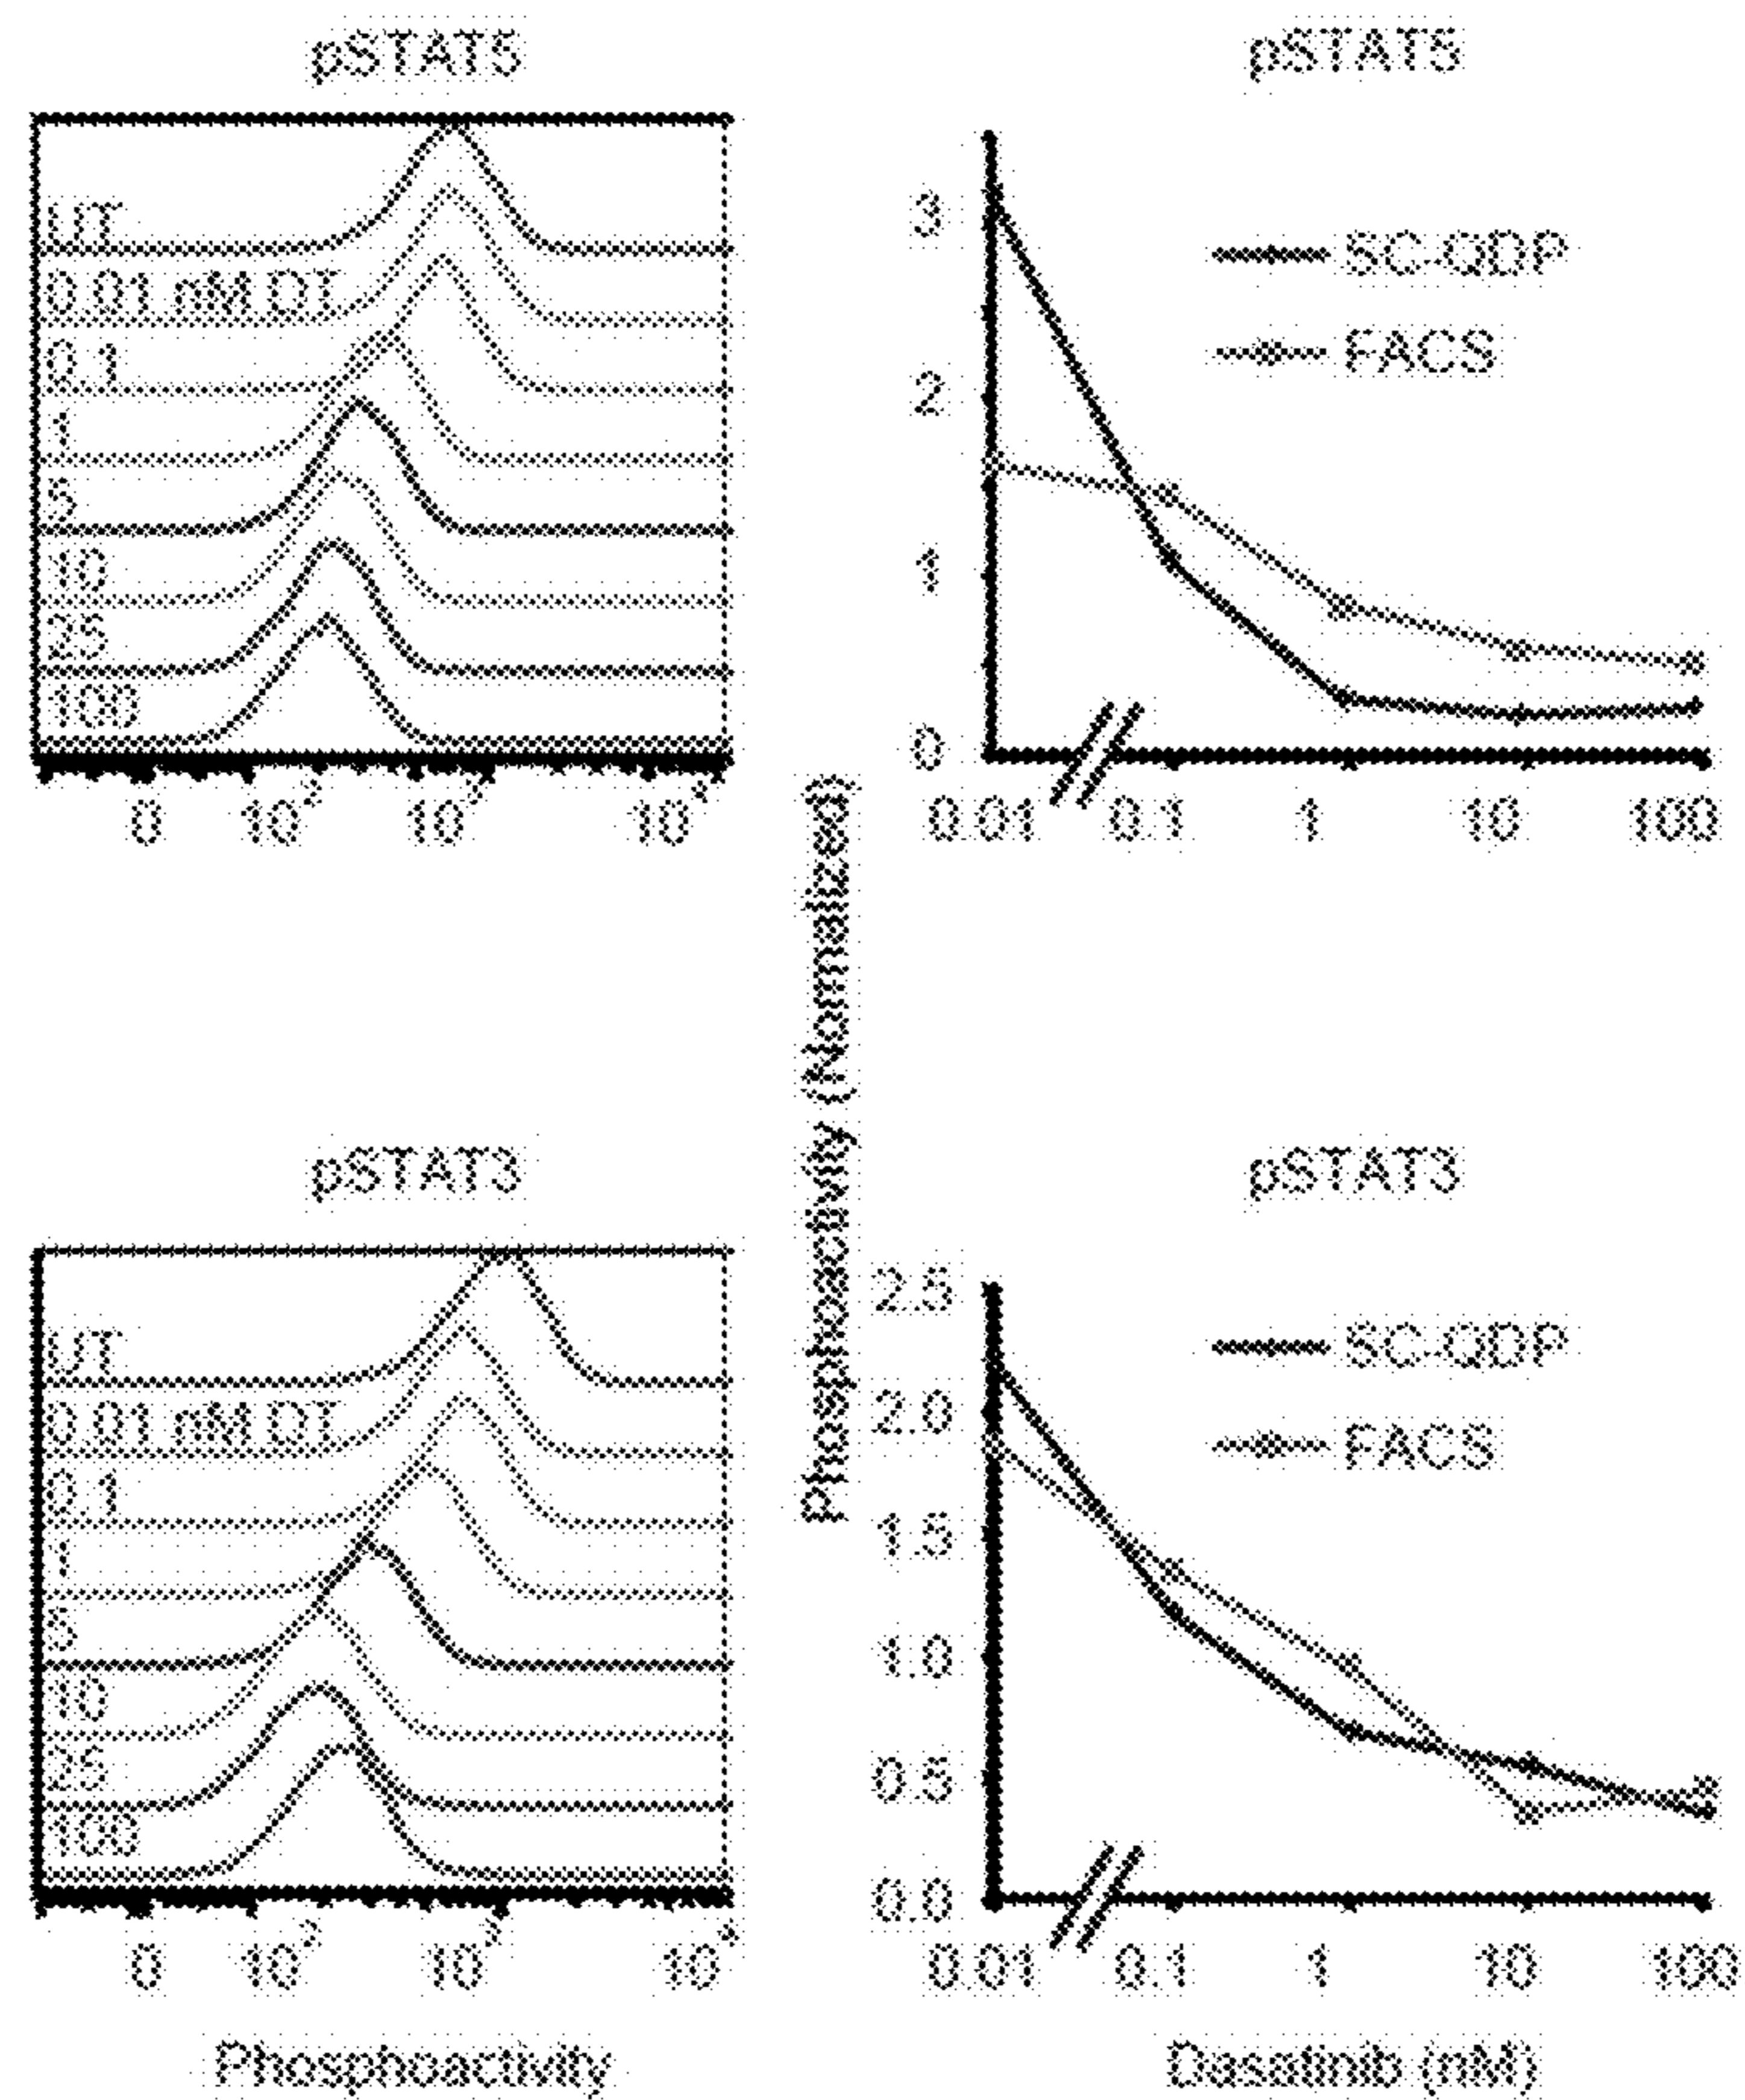 pSTAT5
UT
0.01 nM DT
0.1
1
5
10
25
100
0 10 10 10
pSTAT5
3
2
1
0
SC-QDP
FACS
0.01 0.1 1 10 100
Phosphoactivity (Normalized)
pSTAT3
UT
0.01 nM DT
0.1
1
5
10
25
100
0 10 10 10
Phosphoactivity
pSTAT3
2.5
2.0
1.5
1.0
0.5
0.0
SC-QDP
FACS
0.01 0.1 1 10 100
Dasatinib (nM)